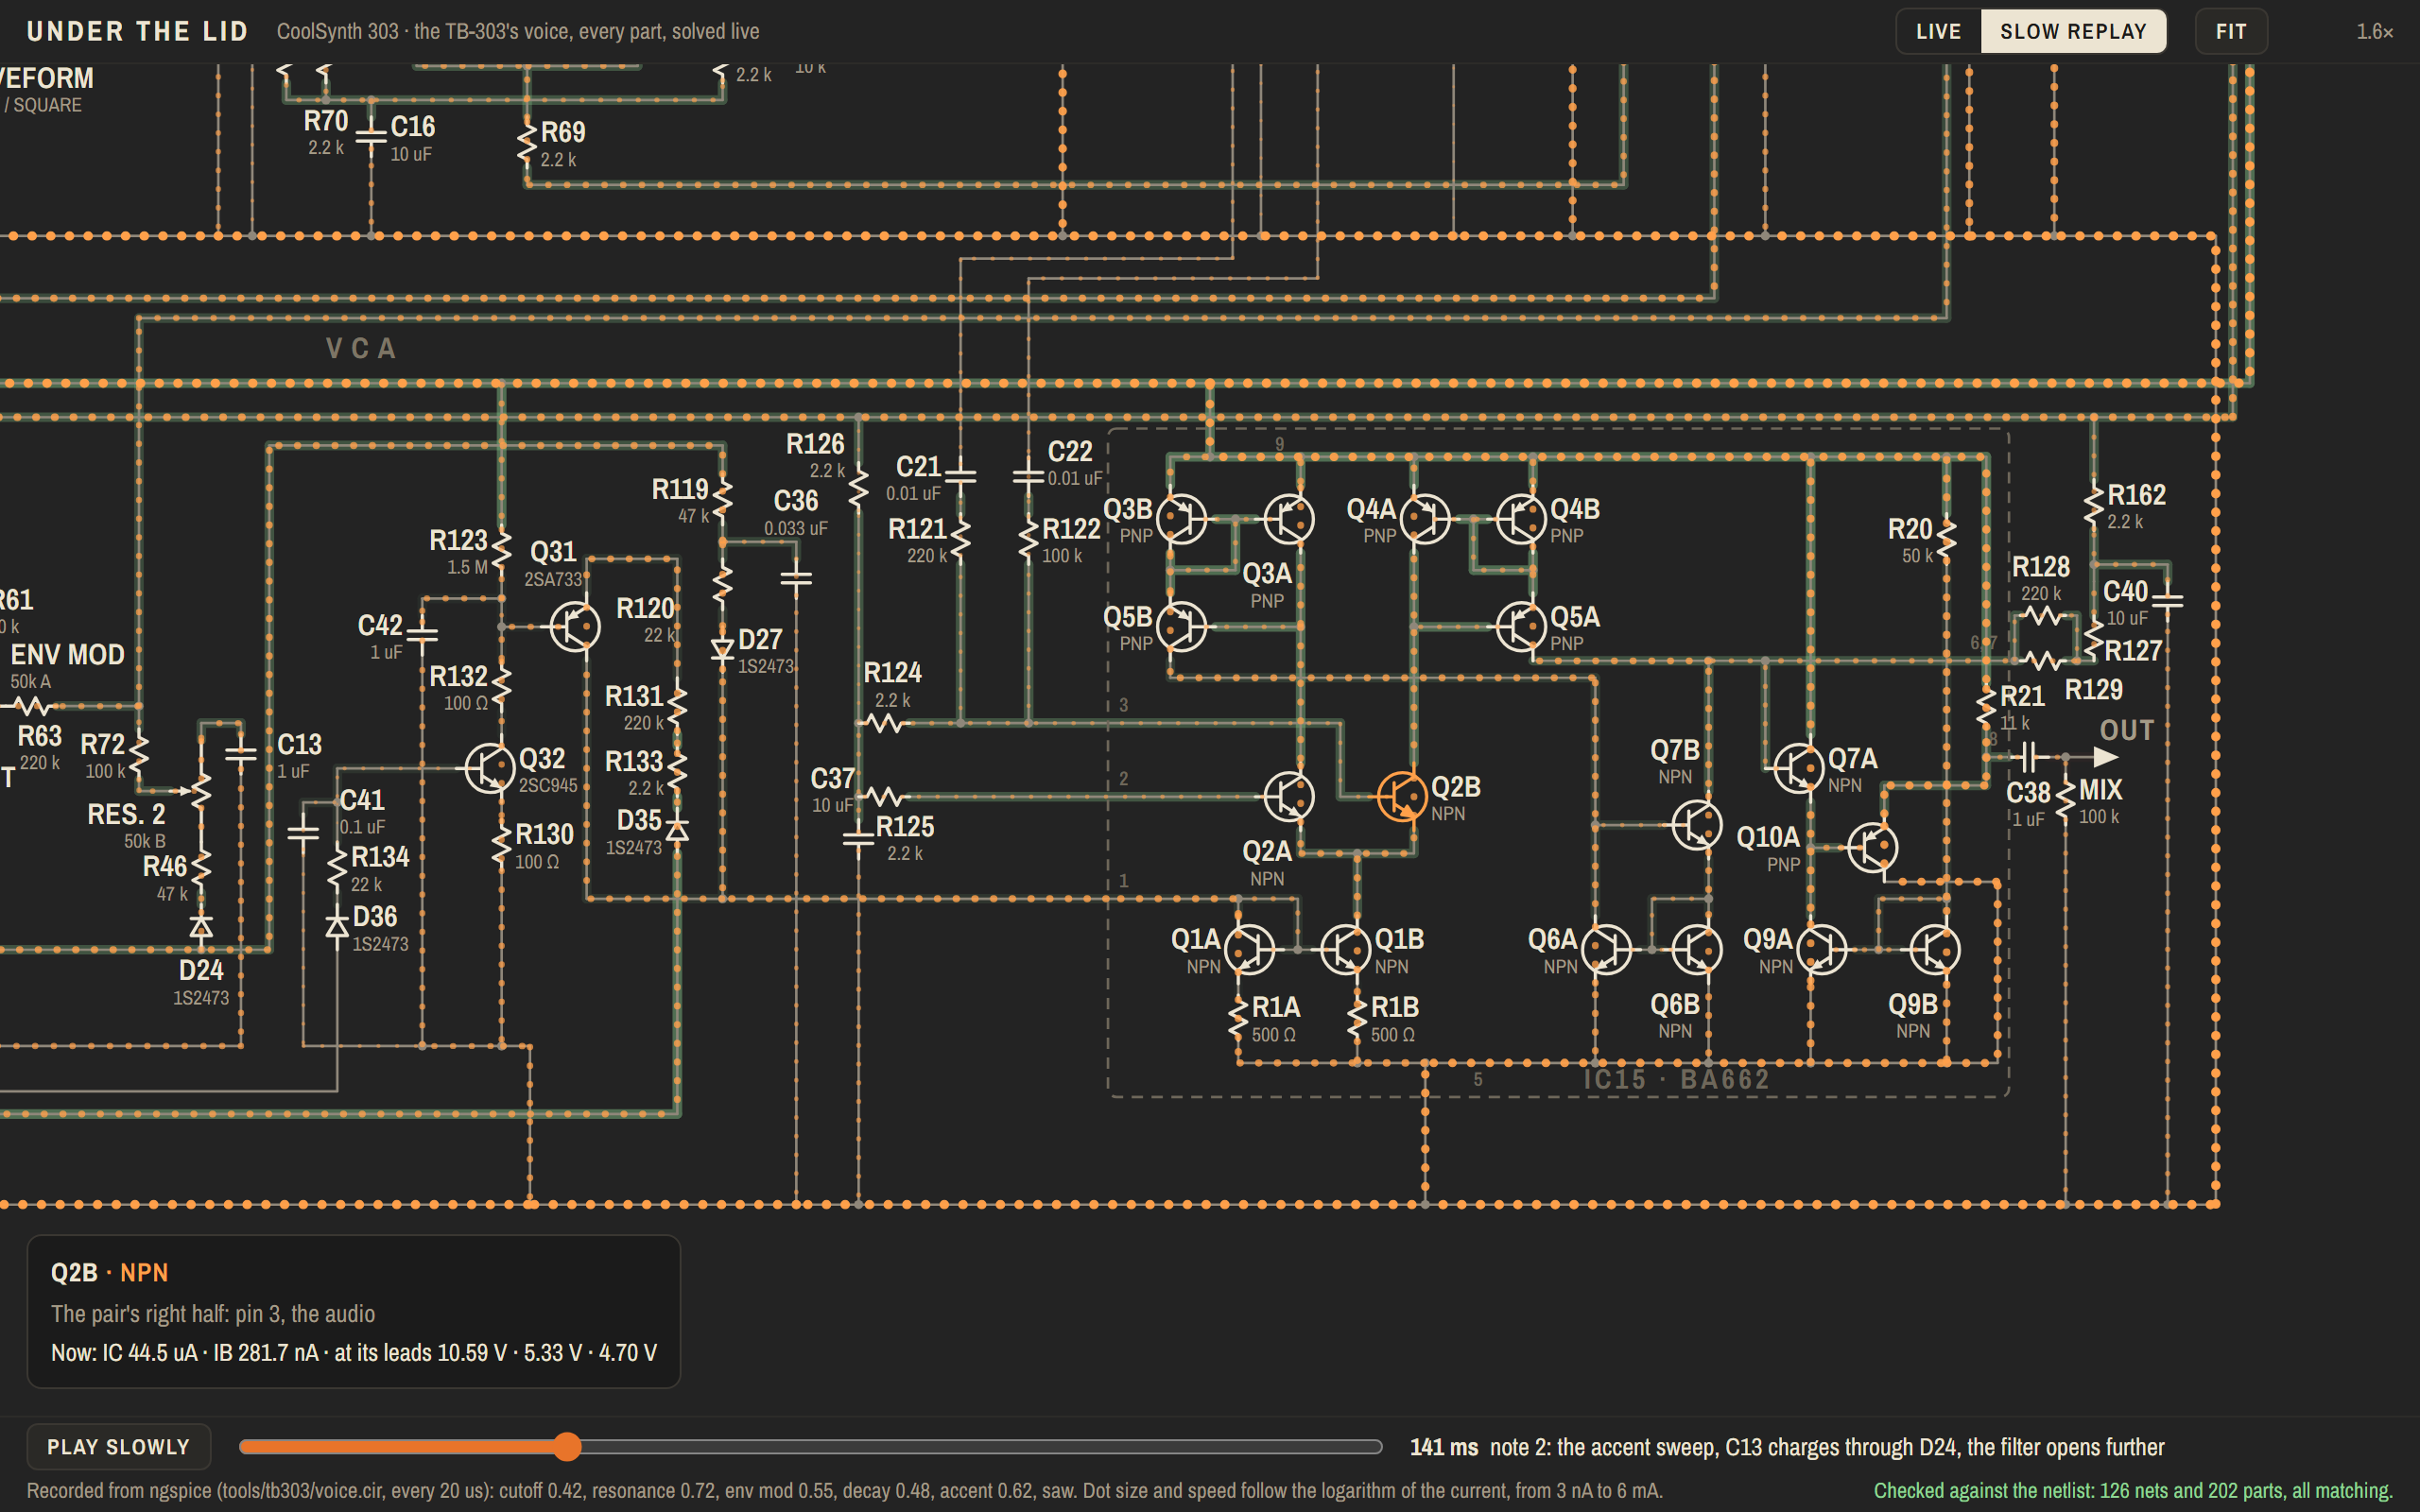 UNDER THE LID
CoolSynth 303 · the TB-303's voice, every part, solved live
LIVE
SLOW REPLAY
FIT
1.6×
VEFORM
/ SQUARE
2.2 k
10 k
R70
2.2 k
C16
10 uF
R69
2.2 k
VCA
R126
2.2 k
C21
0.01 uF
C22
0.01 uF
9
R119
47 k
C36
0.033 uF
R121
220 k
R122
100 k
Q3B
PNP
Q3A
PNP
Q4A
PNP
Q4B
PNP
R20
50 k
R162
2.2 k
R123
1.5 M
Q31
2SA733
R120
22 k
C42
1 uF
D27
1S2473
Q5B
PNP
Q5A
PNP
R128
220 k
C40
10 uF
6 7
R127
R129
R61
0 k
ENV MOD
50k A
R63
220 k
R72
100 k
C13
1 uF
R132
100 Ω
R131
220 k
R124
2.2 k
3
R21
11 k
8
OUT
T
Q32
2SC945
R133
2.2 k
C37
10 uF
2
Q2B
NPN
Q7B
NPN
Q7A
NPN
C38
1 uF
MIX
100 k
RES. 2
50k B
C41
0.1 uF
R130
100 Ω
D35
1S2473
R125
2.2 k
Q2A
NPN
Q10A
PNP
R46
47 k
R134
22 k
1
D36
1S2473
Q1A
NPN
Q1B
NPN
Q6A
NPN
Q9A
NPN
D24
1S2473
R1A
500 Ω
R1B
500 Ω
Q6B
NPN
Q9B
NPN
5
IC15 · BA662
Q2B · NPN
The pair's right half: pin 3, the audio
Now: IC 44.5 uA · IB 281.7 nA · at its leads 10.59 V · 5.33 V · 4.70 V
PLAY SLOWLY
141 ms note 2: the accent sweep, C13 charges through D24, the filter opens further
Recorded from ngspice (tools/tb303/voice.cir, every 20 us): cutoff 0.42, resonance 0.72, env mod 0.55, decay 0.48, accent 0.62, saw. Dot size and speed follow the logarithm of the current, from 3 nA to 6 mA.
Checked against the netlist: 126 nets and 202 parts, all matching.